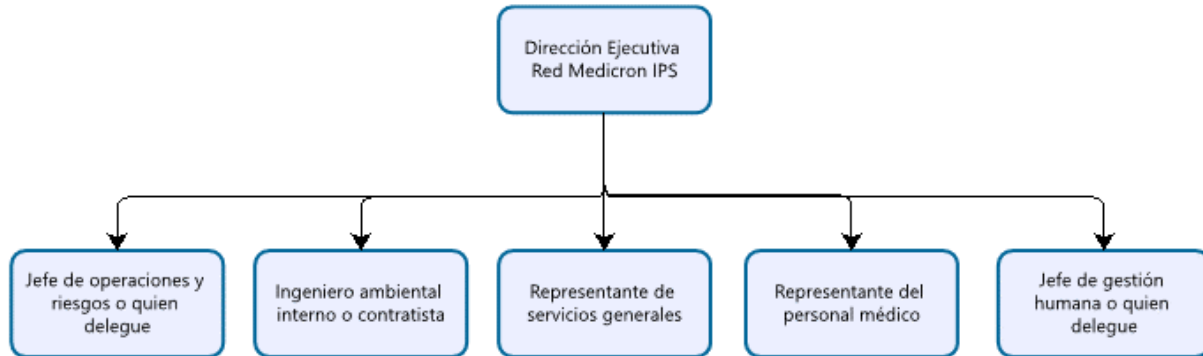 Dirección Ejecutiva
Red Medicron IPS
Jefe de operaciones y
riesgos o quien
delegue
Ingeniero ambiental
interno o contratista
Representante de
servicios generales
Representante del
personal médico
Jefe de gestión
humana o quien
delegue